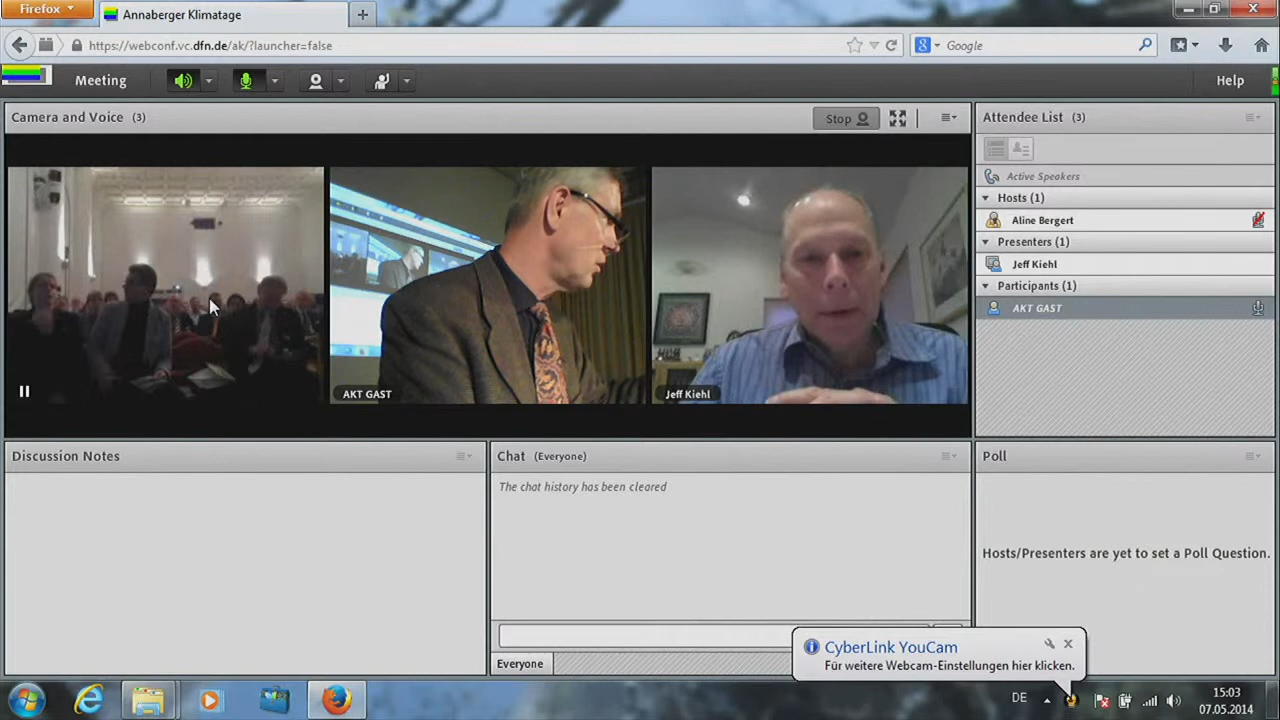 Firefox
Annaberger Klimatage
https://webconf.vc.dfn.de/ak/?launcher=false
Google
Meeting
Help
Camera and Voice (3)
Stop
Attendee List (3)
Active Speakers
Hosts (1)
Aline Bergert
Presenters (1)
Jeff Kiehl
Participants (1)
AKT GAST
AKT GAST
Jeff Kiehl
Discussion Notes
Chat (Everyone)
Poll
The chat history has been cleared
Hosts/Presenters are yet to set a Poll Question.
Everyone
CyberLink YouCam
Für weitere Webcam-Einstellungen hier klicken.
DE
15:03
07.05.2014